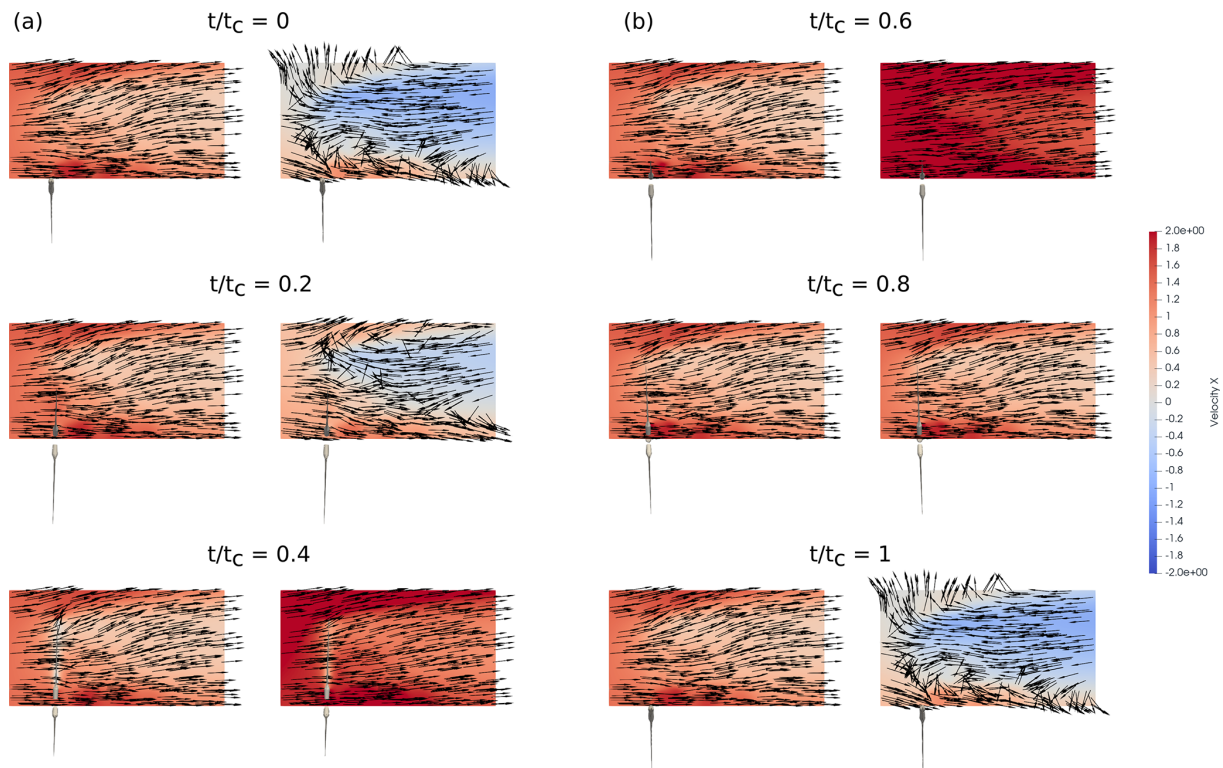 (a)
t/tc = 0
(b)
t/tc = 0.6
t/tc = 0.2
t/tc = 0.8
t/tc = 0.4
t/tc = 1
2.0e+00
1.8
1.6
1.4
1.2
1
0.8
0.6
0.4
0.2
0
-0.2
-0.4
-0.6
-0.8
-1
-1.2
-1.4
-1.6
-1.8
-2.0e+00
Velocity X